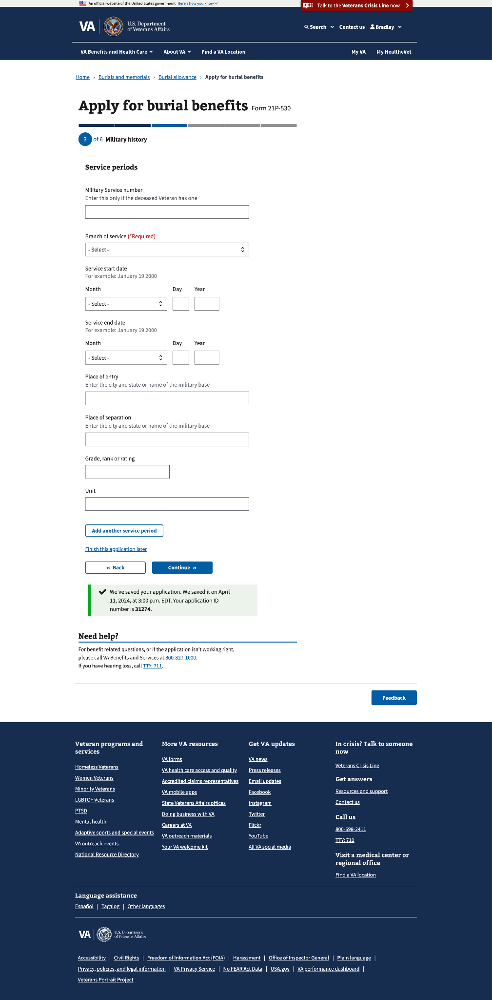 An official website of the United States government Here's how you know
Talk to the Veterans Crisis Line now
VA
U.S. Department
of Veterans Affairs
Search Contact us Bradley
VA Benefits and Health Care About VA Find a VA Location My VA My HealtheVet
Home › Burials and memorials › Burial allowance › Apply for burial benefits
Apply for burial benefits Form 21P-530
3 of 6 Military history
Service periods
Military Service number
Enter this only if the deceased Veteran has one
Branch of service (*Required)
- Select -
Service start date
For example: January 19 2000
Month Day Year
- Select -
Service end date
For example: January 19 2000
Month Day Year
- Select -
Place of entry
Enter the city and state or name of the military base
Place of separation
Enter the city and state or name of the military base
Grade, rank or rating
Unit
Add another service period
Finish this application later
« Back Continue »
We've saved your application. We saved it on April
11, 2024, at 3:00 p.m. EDT. Your application ID
number is 31274.
Need help?
For benefit related questions, or if the application isn't working right,
please call VA Benefits and Services at 800-827-1000.
If you have hearing loss, call TTY: 711.
Feedback
Veteran programs and
services
Homeless Veterans
Women Veterans
Minority Veterans
LGBTQ+ Veterans
PTSD
Mental health
Adaptive sports and special events
VA outreach events
National Resource Directory
More VA resources
VA forms
VA health care access and quality
Accredited claims representatives
VA mobile apps
State Veterans Affairs offices
Doing business with VA
Careers at VA
VA outreach materials
Your VA welcome kit
Get VA updates
VA news
Press releases
Email updates
Facebook
Instagram
Twitter
Flickr
YouTube
All VA social media
In crisis? Talk to someone
now
Veterans Crisis Line
Get answers
Resources and support
Contact us
Call us
800-698-2411
TTY: 711
Visit a medical center or
regional office
Find a VA location
Language assistance
Español | Tagalog | Other languages
VA
U.S. Department
of Veterans Affairs
Accessibility | Civil Rights | Freedom of Information Act (FOIA) | Harassment | Office of Inspector General | Plain language |
Privacy, policies, and legal information | VA Privacy Service | No FEAR Act Data | USA.gov | VA performance dashboard |
Veterans Portrait Project